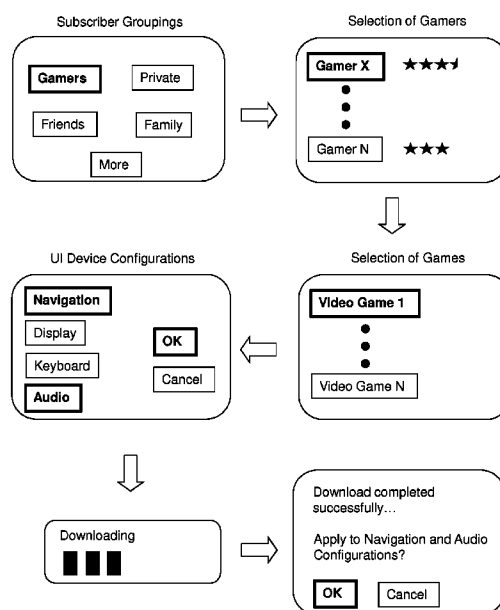 Subscriber Groupings
Gamers
Private
Friends
Family
More
Selection of Gamers
Gamer X
Gamer N
Selection of Games
Video Game 1
Video Game N
UI Device Configurations
Navigation
Display
Keyboard
Audio
OK
Cancel
Downloading
Download completed
successfully...
Apply to Navigation and Audio
Configurations?
OK
Cancel